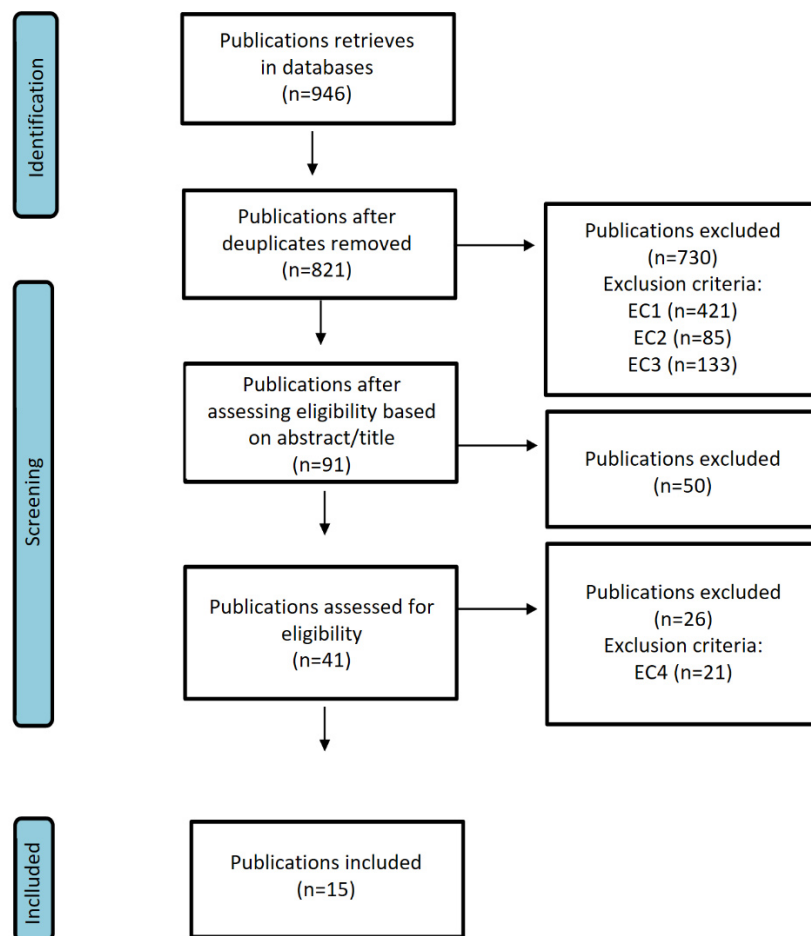 Identification
Publications retrieves
in databases
(n=946)
Publications after
deuplicates removed
(n=821)
Publications excluded
(n=730)
Exclusion criteria:
EC1 (n=421)
EC2 (n=85)
EC3 (n=133)
Screening
Publications after
assessing eligibility based
on abstract/title
(n=91)
Publications excluded
(n=50)
Publications assessed for
eligibility
(n=41)
Publications excluded
(n=26)
Exclusion criteria:
EC4 (n=21)
Inclluded
Publications included
(n=15)